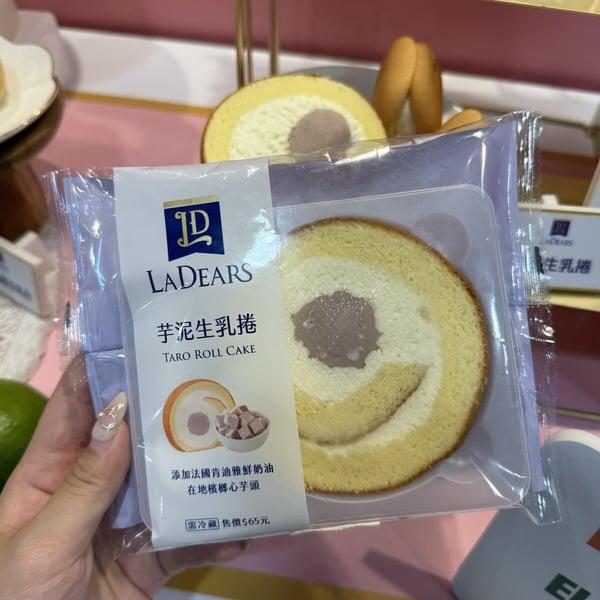 LD
LADEARS
芋泥生乳捲
TARO ROLL CAKE
添加法國肯迪雅鮮奶油
在地檳榔心芋頭
需冷藏 售價$65元
LADEARS
生乳捲